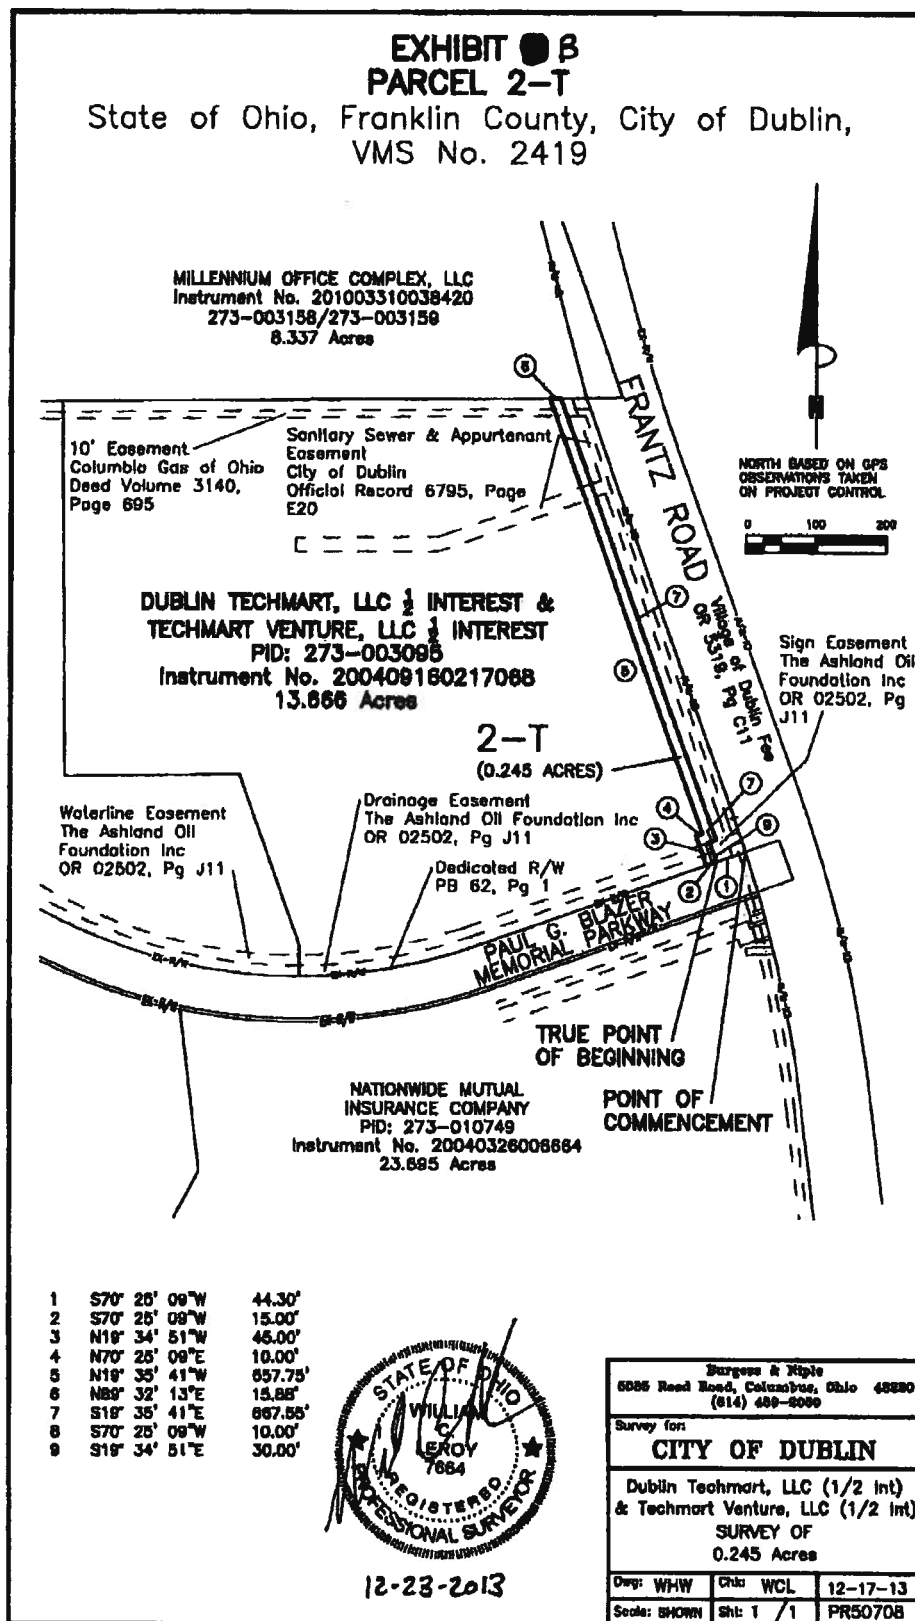 EXHIBIT B
PARCEL 2-T
State of Ohio, Franklin County, City of Dublin,
VMS No. 2419
MILLENNIUM OFFICE COMPLEX, LLC
Instrument No. 201003310038420
273-003158/273-003159
8.337 Acres
6
10' Easement
Columbia Gas of Ohio
Deed Volume 3140,
Page 695
Sanitary Sewer & Appurtenant
Easement
City of Dublin
Official Record 6795, Page
E20
FRANTZ ROAD
N
NORTH BASED ON GPS
OBSERVATIONS TAKEN
ON PROJECT CONTROL
0 100 200
DUBLIN TECHMART, LLC ½ INTEREST &
TECHMART VENTURE, LLC ½ INTEREST
PID: 273-003095
Instrument No. 200409160217068
13.666 Acres
7
5
Village of Dublin Fee
OR 5318, Pg C11
Sign Easement
The Ashland Oil
Foundation Inc
OR 02502, Pg
J11
2-T
(0.245 ACRES)
Waterline Easement
The Ashland Oil
Foundation Inc
OR 02502, Pg J11
Drainage Easement
The Ashland Oil Foundation Inc
OR 02502, Pg J11
Dedicated R/W
PB 62, Pg 1
7
4
3
9
2
1
PAUL G. BLAZER
MEMORIAL PARKWAY
EX-R/W
EX-R/W
EX-R/W
EX-R/W
TRUE POINT
OF BEGINNING
POINT OF
COMMENCEMENT
NATIONWIDE MUTUAL
INSURANCE COMPANY
PID: 273-010749
Instrument No. 20040326006664
23.695 Acres
1 S70° 25' 09"W 44.30'
2 S70° 25' 09"W 15.00'
3 N19° 34' 51"W 45.00'
4 N70° 25' 09"E 10.00'
5 N19° 35' 41"W 657.75'
6 N89° 32' 13"E 15.88'
7 S19° 35' 41"E 667.55'
8 S70° 25' 09"W 10.00'
9 S19° 34' 51"E 30.00'
STATE OF OHIO
WILLIAM
C.
LEROY
7664
REGISTERED
PROFESSIONAL SURVEYOR
12-23-2013
Burgess & Niple
5085 Reed Road, Columbus, Ohio
(614) 459-2050
Survey for:
CITY OF DUBLIN
Dublin Techmart, LLC (1/2 Int)
& Techmart Venture, LLC (1/2 Int)
SURVEY OF
0.245 Acres
Dwg: WHW Chk: WCL 12-17-13
Scale: SHOWN Sht: 1 / 1 PR50708